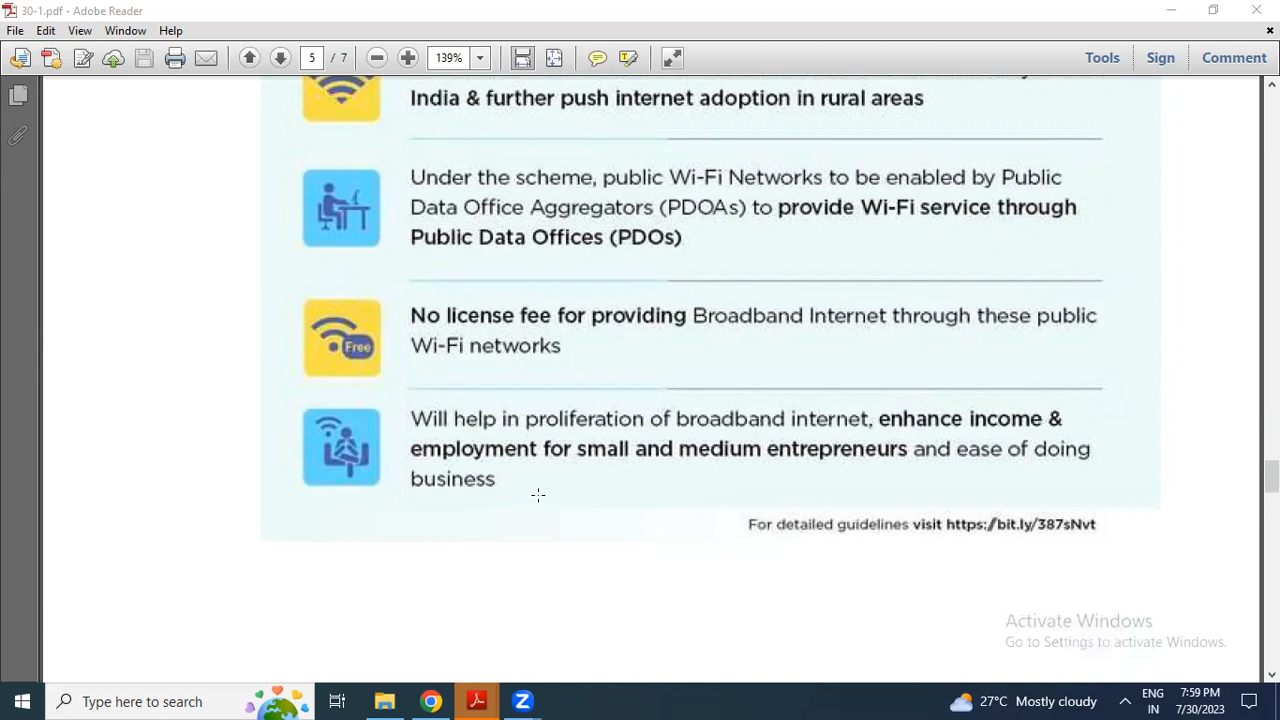 30-1.pdf - Adobe Reader
File Edit View Window Help
5 / 7 139% Tools Sign Comment
India & further push internet adoption in rural areas
Under the scheme, public Wi-Fi Networks to be enabled by Public
Data Office Aggregators (PDOAs) to provide Wi-Fi service through
Public Data Offices (PDOs)
No license fee for providing Broadband Internet through these public
Wi-Fi networks
Free
Will help in proliferation of broadband internet, enhance income &
employment for small and medium entrepreneurs and ease of doing
business
For detailed guidelines visit https://bit.ly/387sNvt
Activate Windows
Go to Settings to activate Windows.
Type here to search
27°C Mostly cloudy
ENG
IN
7:59 PM
7/30/2023